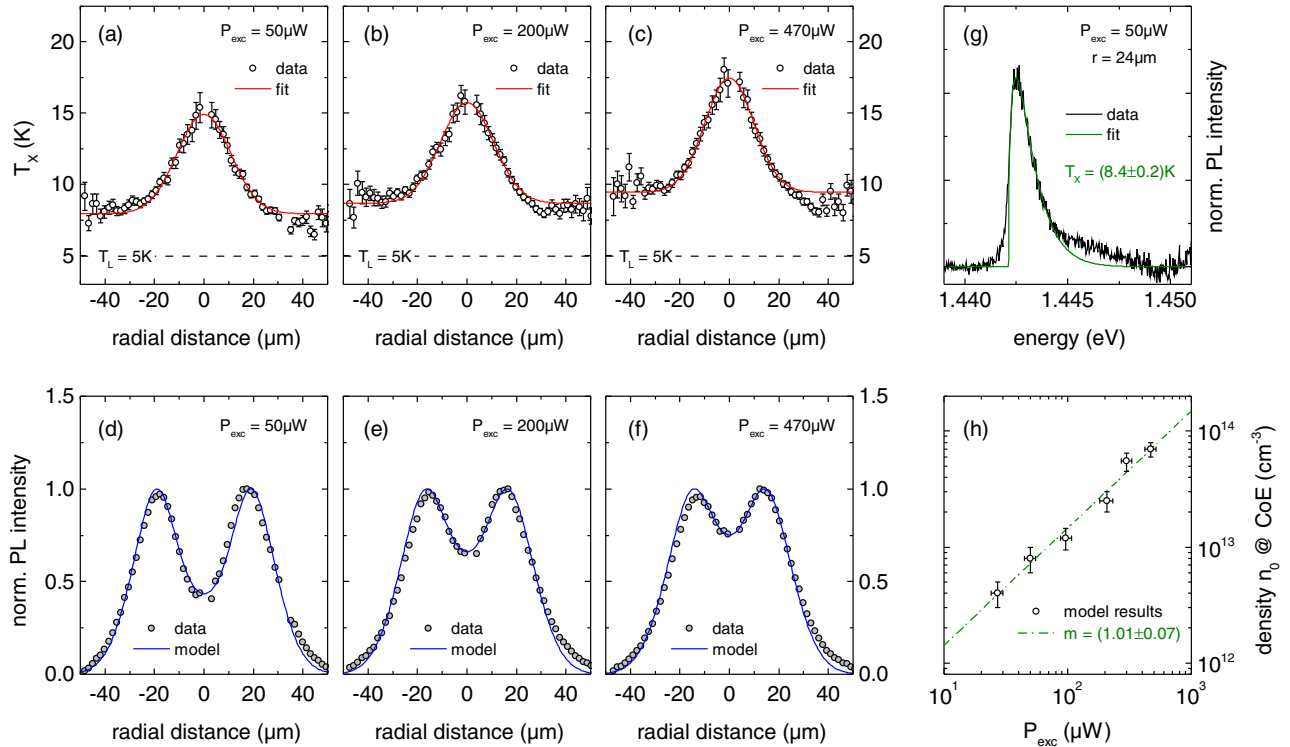 (a) P_exc = 50µW
data
fit
T_L = 5K
T_X (K)
20
15
10
5
-40 -20 0 20 40
radial distance (µm)
(b) P_exc = 200µW
data
fit
T_L = 5K
-40 -20 0 20 40
radial distance (µm)
(c) P_exc = 470µW
data
fit
T_L = 5K
20
15
10
5
-40 -20 0 20 40
radial distance (µm)
(g) P_exc = 50µW
r = 24µm
data
fit
T_X = (8.4±0.2)K
norm. PL intensity
1.440 1.445 1.450
energy (eV)
(d) P_exc = 50µW
data
model
norm. PL intensity
1.5
1.0
0.5
0.0
-40 -20 0 20 40
radial distance (µm)
(e) P_exc = 200µW
data
model
-40 -20 0 20 40
radial distance (µm)
(f) P_exc = 470µW
data
model
1.5
1.0
0.5
0.0
-40 -20 0 20 40
radial distance (µm)
(h)
model results
m = (1.01±0.07)
10^14
10^13
10^12
density n_0 @ CoE (cm^-3)
10^1 10^2 10^3
P_exc (µW)